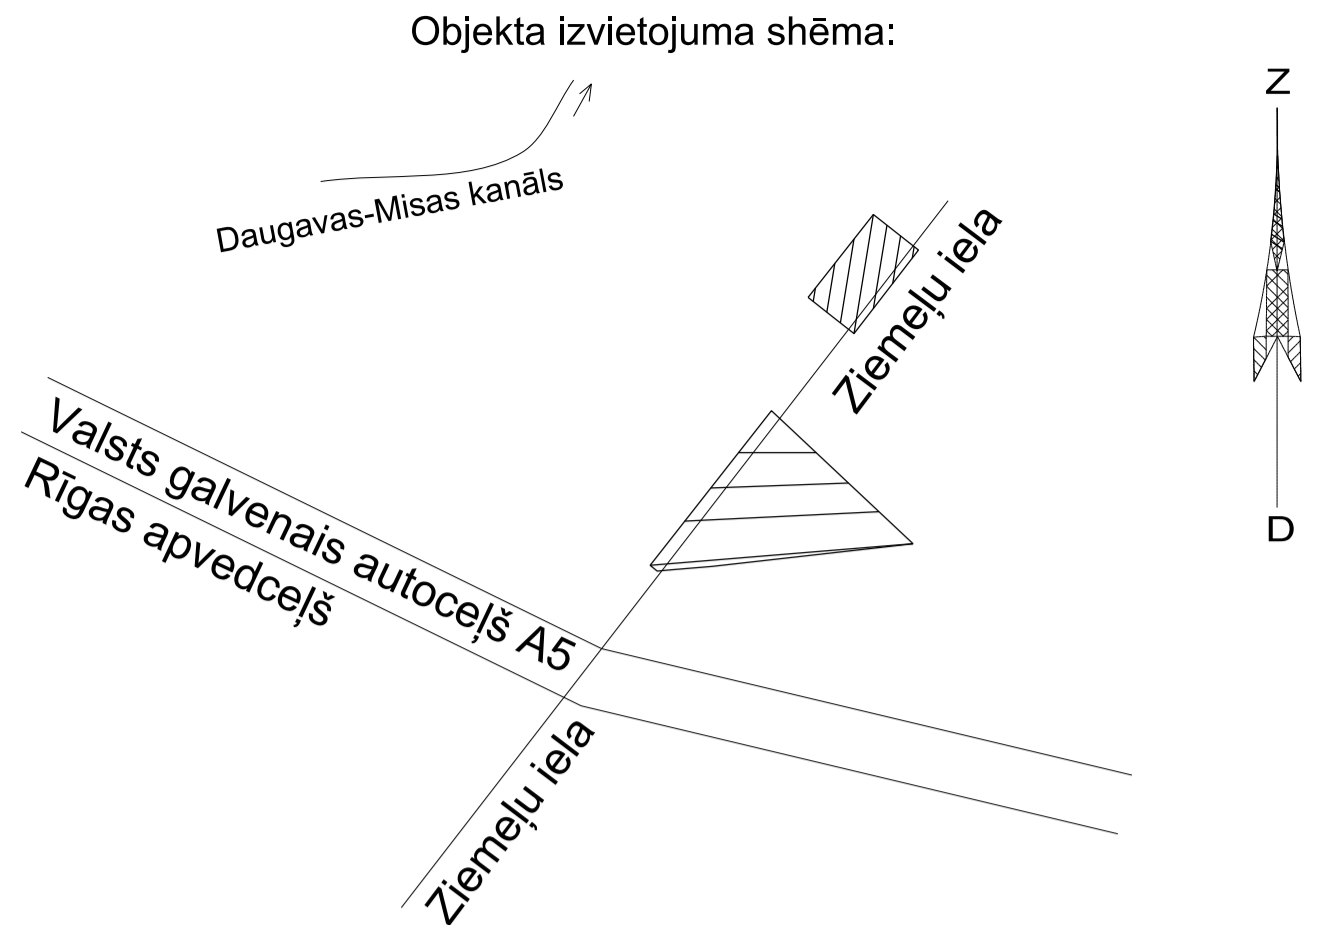 Objekta izvietojuma shēma:
Z
Daugavas-Misas kanāls
Ziemeļu iela
Valsts galvenais autoceļš A5
Rīgas apvedceļš
D
Ziemeļu iela